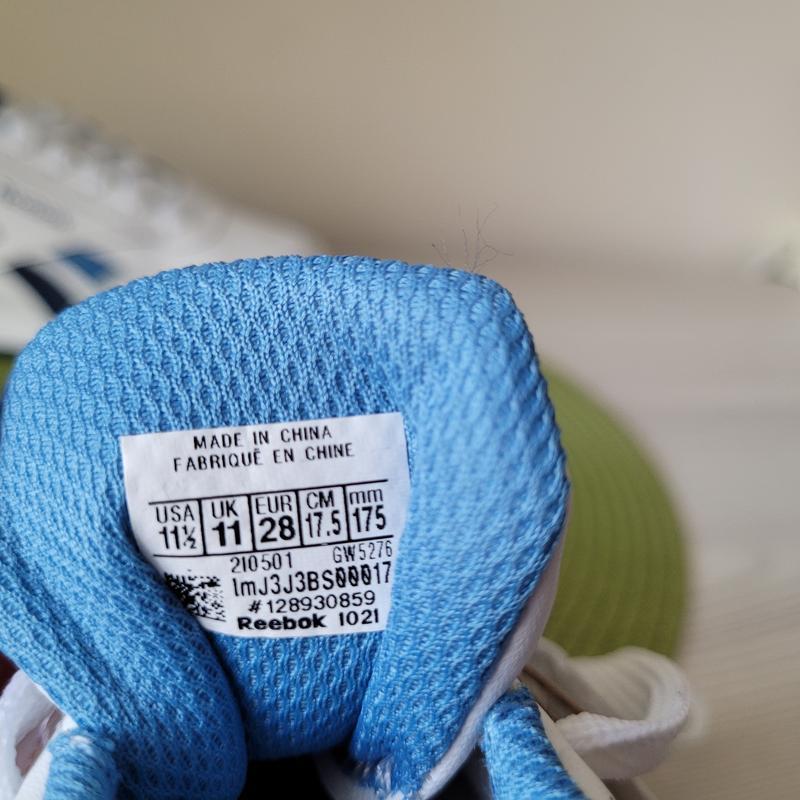 MADE IN CHINA
FABRIQUÉ EN CHINE
USA UK EUR CM mm
11½ 11 28 17.5 175
210501 GW5276
1mJ3J3BS00017
#128930859
Reebok 1021